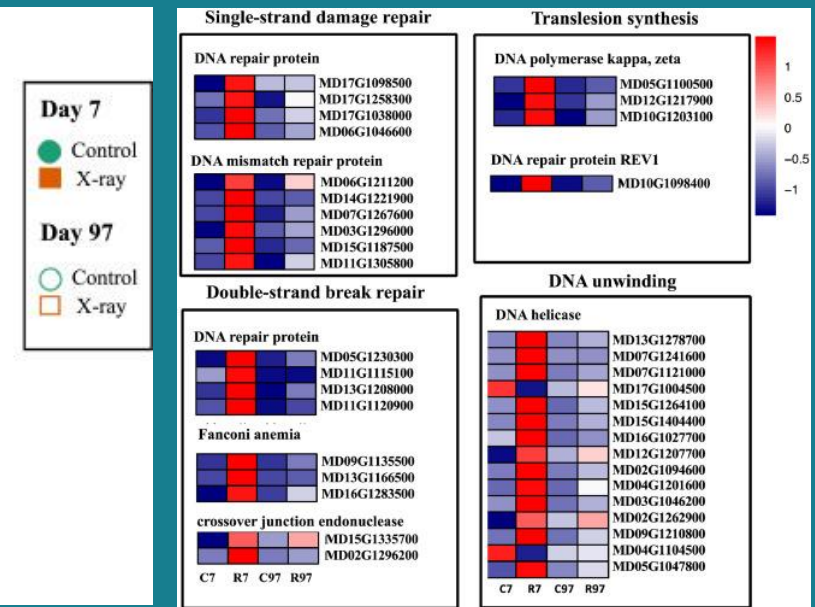 Day 7
Control
X-ray
Day 97
Control
X-ray
Single-strand damage repair
DNA repair protein
MD17G1098500
MD17G1258300
MD17G1038000
MD06G1046600
DNA mismatch repair protein
MD06G1211200
MD14G1221900
MD07G1267600
MD03G1296000
MD15G1187500
MD11G1305800
Translesion synthesis
DNA polymerase kappa, zeta
MD05G1100500
MD12G1217900
MD10G1203100
DNA repair protein REV1
MD10G1098400
1
0.5
0
−0.5
−1
Double-strand break repair
DNA repair protein
MD05G1230300
MD11G1115100
MD13G1208000
MD11G1120900
Fanconi anemia
MD09G1135500
MD13G1166500
MD16G1283500
crossover junction endonuclease
MD15G1335700
MD02G1296200
C7 R7 C97 R97
DNA unwinding
DNA helicase
MD13G1278700
MD07G1241600
MD07G1121000
MD17G1004500
MD15G1264100
MD15G1404400
MD16G1027700
MD12G1207700
MD02G1094600
MD04G1201600
MD03G1046200
MD02G1262900
MD09G1210800
MD04G1104500
MD05G1047800
C7 R7 C97 R97